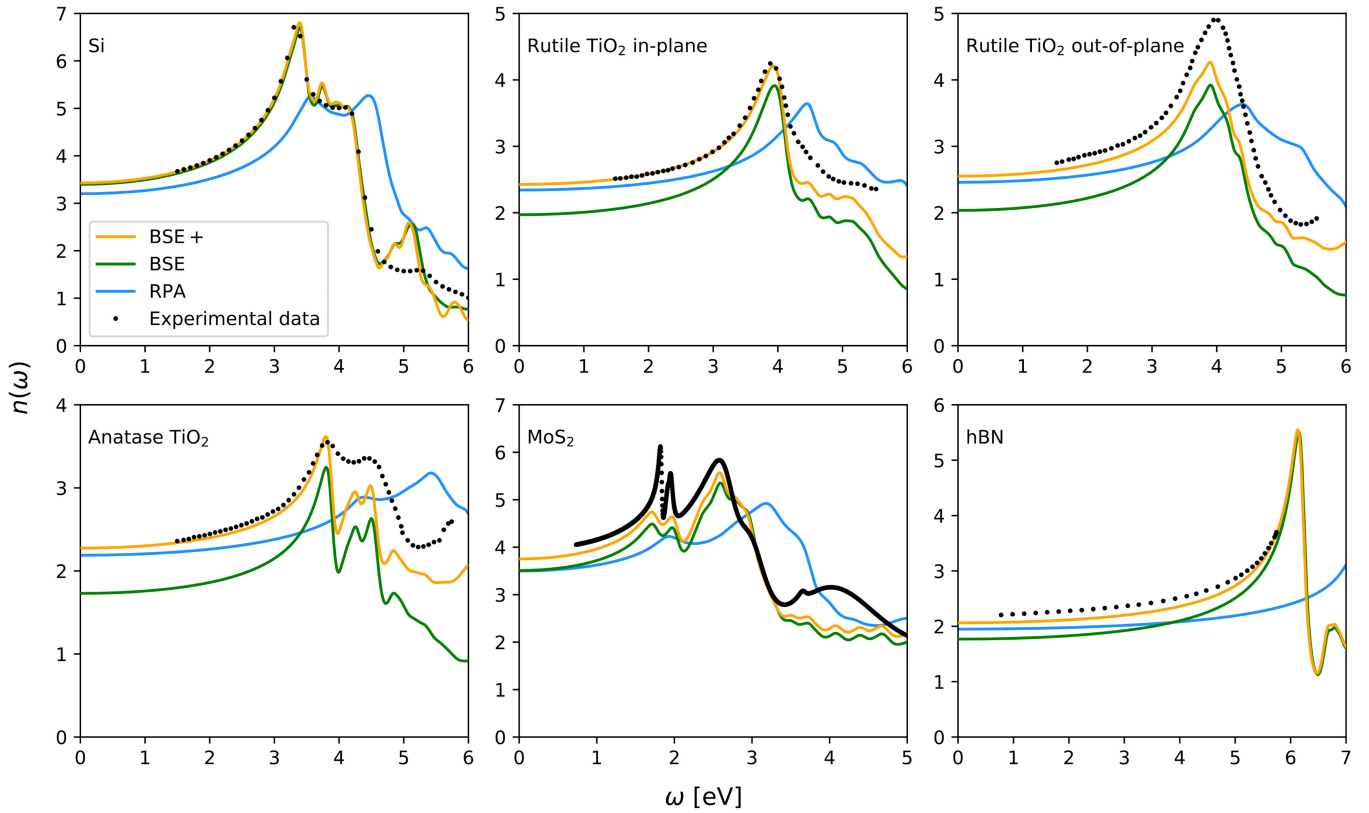 n(ω)
Si
7
6
5
4
3
2
1
0
BSE +
BSE
RPA
Experimental data
0 1 2 3 4 5 6
Rutile TiO₂ in-plane
5
4
3
2
1
0
0 1 2 3 4 5 6
Rutile TiO₂ out-of-plane
5
4
3
2
1
0
0 1 2 3 4 5 6
Anatase TiO₂
4
3
2
1
0
0 1 2 3 4 5 6
MoS₂
7
6
5
4
3
2
1
0
0 1 2 3 4 5
hBN
6
5
4
3
2
1
0
0 1 2 3 4 5 6 7
ω [eV]